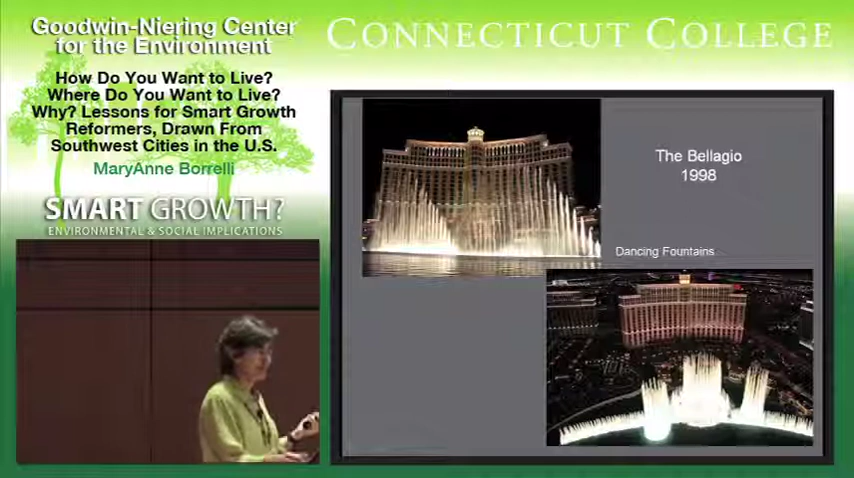 Goodwin-Niering Center
for the Environment
How Do You Want to Live?
Where Do You Want to Live?
Why? Lessons for Smart Growth
Reformers, Drawn From
Southwest Cities in the U.S.
MaryAnne Borrelli
SMART GROWTH?
ENVIRONMENTAL & SOCIAL IMPLICATIONS
CONNECTICUT COLLEGE
The Bellagio
1998
Dancing Fountains